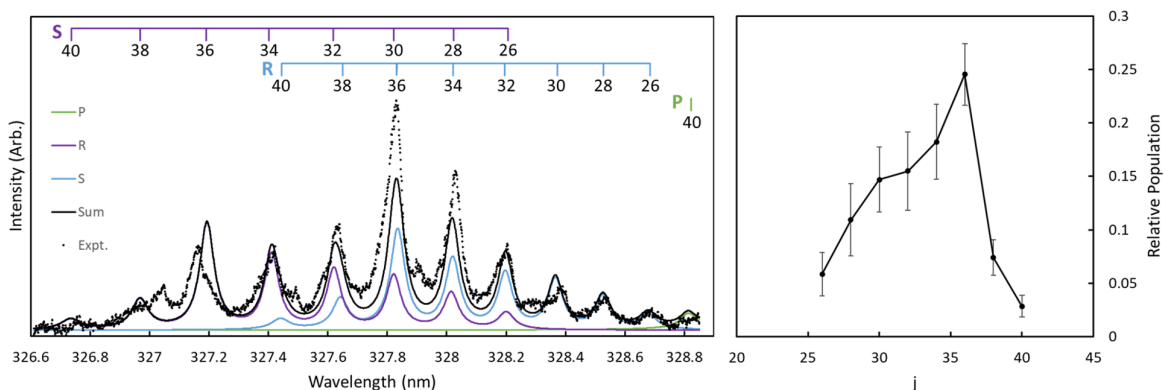 S
40 38 36 34 32 30 28 26
R
40 38 36 34 32 30 28 26
P
40
P
R
S
Sum
Expt.
Intensity (Arb.)
326.6 326.8 327 327.2 327.4 327.6 327.8 328 328.2 328.4 328.6 328.8
Wavelength (nm)
0.3
0.25
0.2
0.15
0.1
0.05
0
Relative Population
20 25 30 35 40 45
j